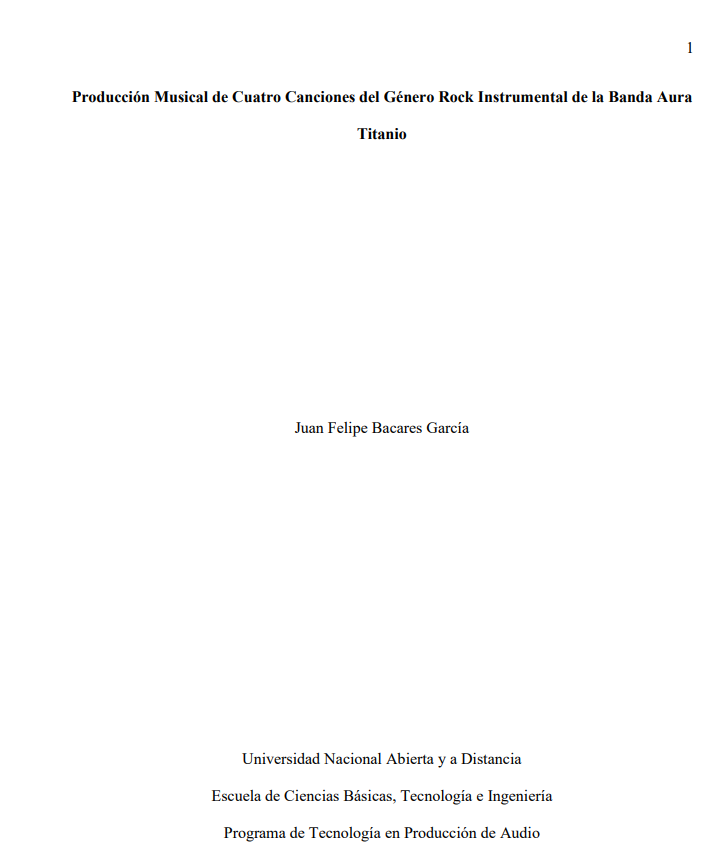 1
Producción Musical de Cuatro Canciones del Género Rock Instrumental de la Banda Aura
Titanio
Juan Felipe Bacares García
Universidad Nacional Abierta y a Distancia
Escuela de Ciencias Básicas, Tecnología e Ingeniería
Programa de Tecnología en Producción de Audio